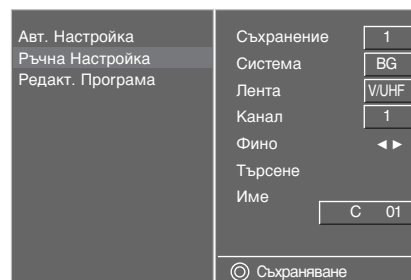 Авт. Настройка
Ръчна Настройка
Редакт. Програма
Съхранение 1
Система BG
Лента V/UHF
Канал 1
Фино ◄►
Търсене
Име
C 01
Съхраняване